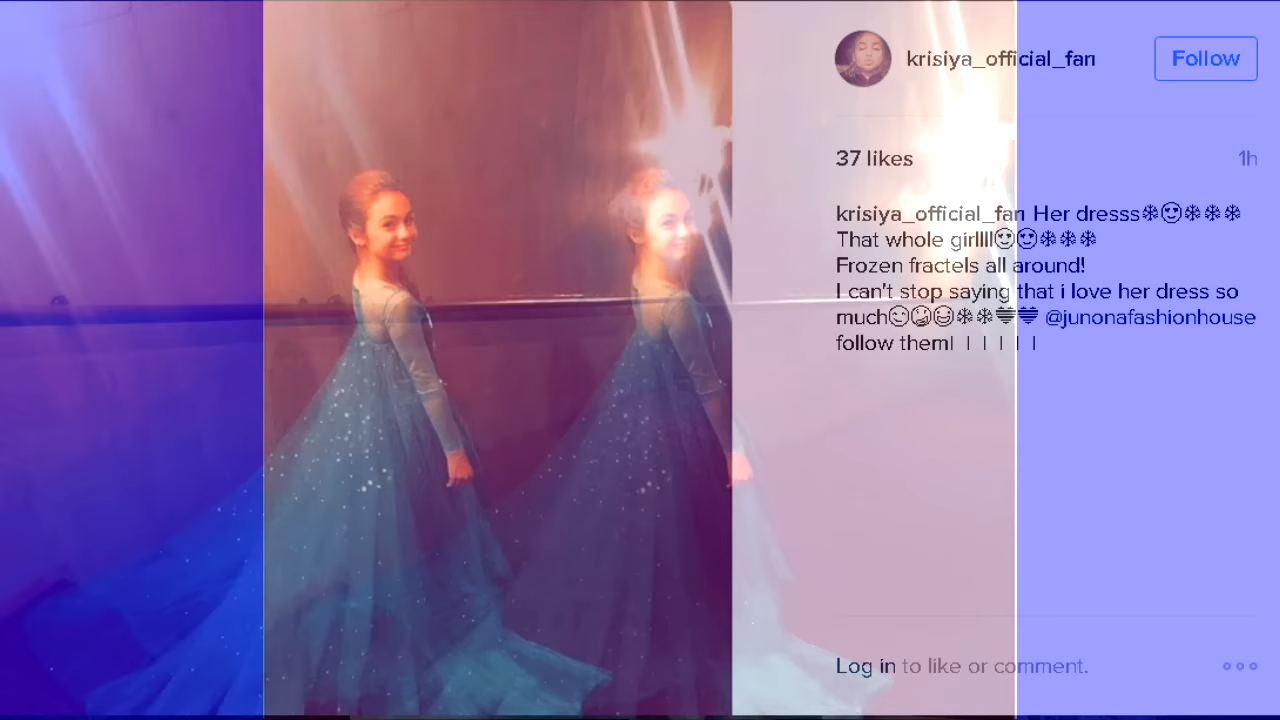 krisiya_official_fan
Follow
37 likes
1h
krisiya_official_fan Her dresss❄😍❄❄❄
That whole girllll😍😍❄❄❄
Frozen fractels all around!
I can't stop saying that i love her dress so
much😊😜😂❄❄💙💙 @junonafashionhouse
follow them! | | | | | |
Log in to like or comment.